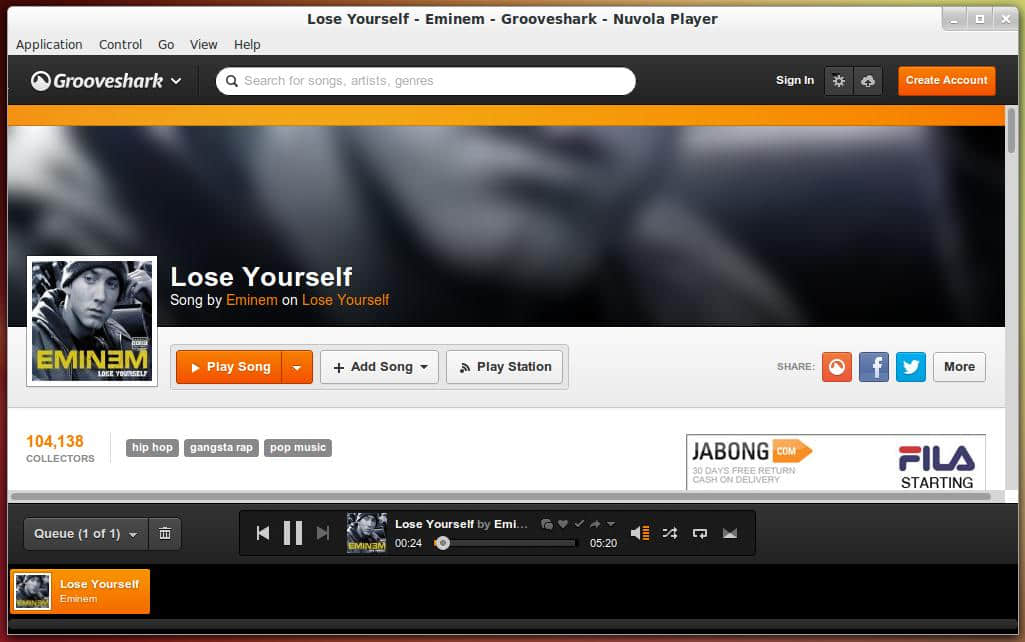 Lose Yourself - Eminem - Grooveshark - Nuvola Player
Application Control Go View Help
Grooveshark
Search for songs, artists, genres
Sign In
Create Account
Lose Yourself
Song by Eminem on Lose Yourself
EMINEM
LOSE YOURSELF
Play Song
Add Song
Play Station
SHARE:
More
104,138
COLLECTORS
hip hop
gangsta rap
pop music
JABONG.COM
30 DAYS FREE RETURN
CASH ON DELIVERY
FILA
STARTING
Queue (1 of 1)
EMINEM
Lose Yourself by Emi...
00:24
05:20
EMINEM
Lose Yourself
Eminem